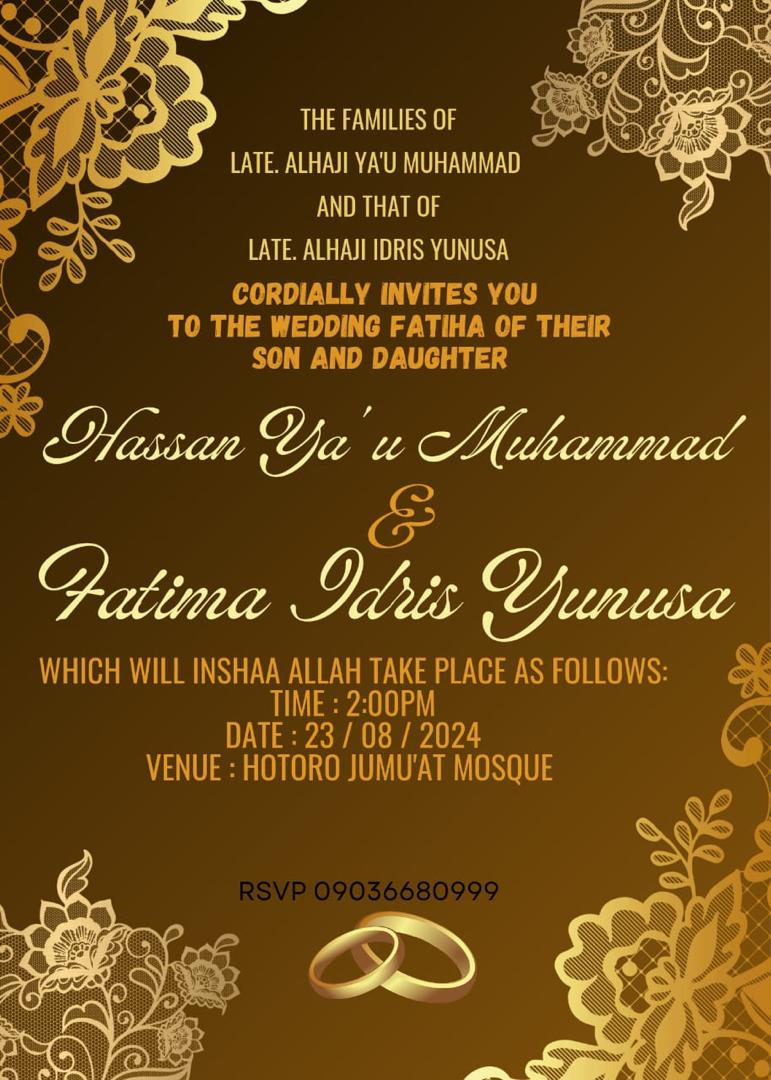 THE FAMILIES OF
LATE. ALHAJI YA'U MUHAMMAD
AND THAT OF
LATE. ALHAJI IDRIS YUNUSA
CORDIALLY INVITES YOU
TO THE WEDDING FATIHA OF THEIR
SON AND DAUGHTER
Hassan Ya'u Muhammad
&
Fatima Idris Yunusa
WHICH WILL INSHAA ALLAH TAKE PLACE AS FOLLOWS:
TIME : 2:00PM
DATE : 23 / 08 / 2024
VENUE : HOTORO JUMU'AT MOSQUE
RSVP 09036680999